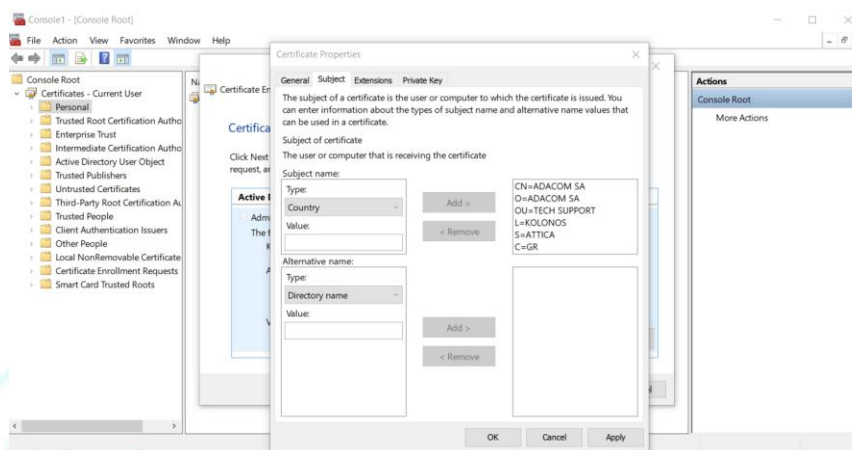 Console1 - [Console Root]
File Action View Favorites Window Help
Console Root
Certificates - Current User
Personal
Trusted Root Certification Autho
Enterprise Trust
Intermediate Certification Autho
Active Directory User Object
Trusted Publishers
Untrusted Certificates
Third-Party Root Certification Au
Trusted People
Client Authentication Issuers
Other People
Local NonRemovable Certificate
Certificate Enrollment Requests
Smart Card Trusted Roots
Certificate En
Certifica
Click Next
request, an
Active D
Admi
The f
K
A
V
Certificate Properties
General Subject Extensions Private Key
The subject of a certificate is the user or computer to which the certificate is issued. You
can enter information about the types of subject name and alternative name values that
can be used in a certificate.
Subject of certificate
The user or computer that is receiving the certificate
Subject name:
Type:
Country
Value:
Add >
< Remove
CN=ADACOM SA
O=ADACOM SA
OU=TECH SUPPORT
L=KOLONOS
S=ATTICA
C=GR
Alternative name:
Type:
Directory name
Value:
Add >
< Remove
OK Cancel Apply
Actions
Console Root
More Actions